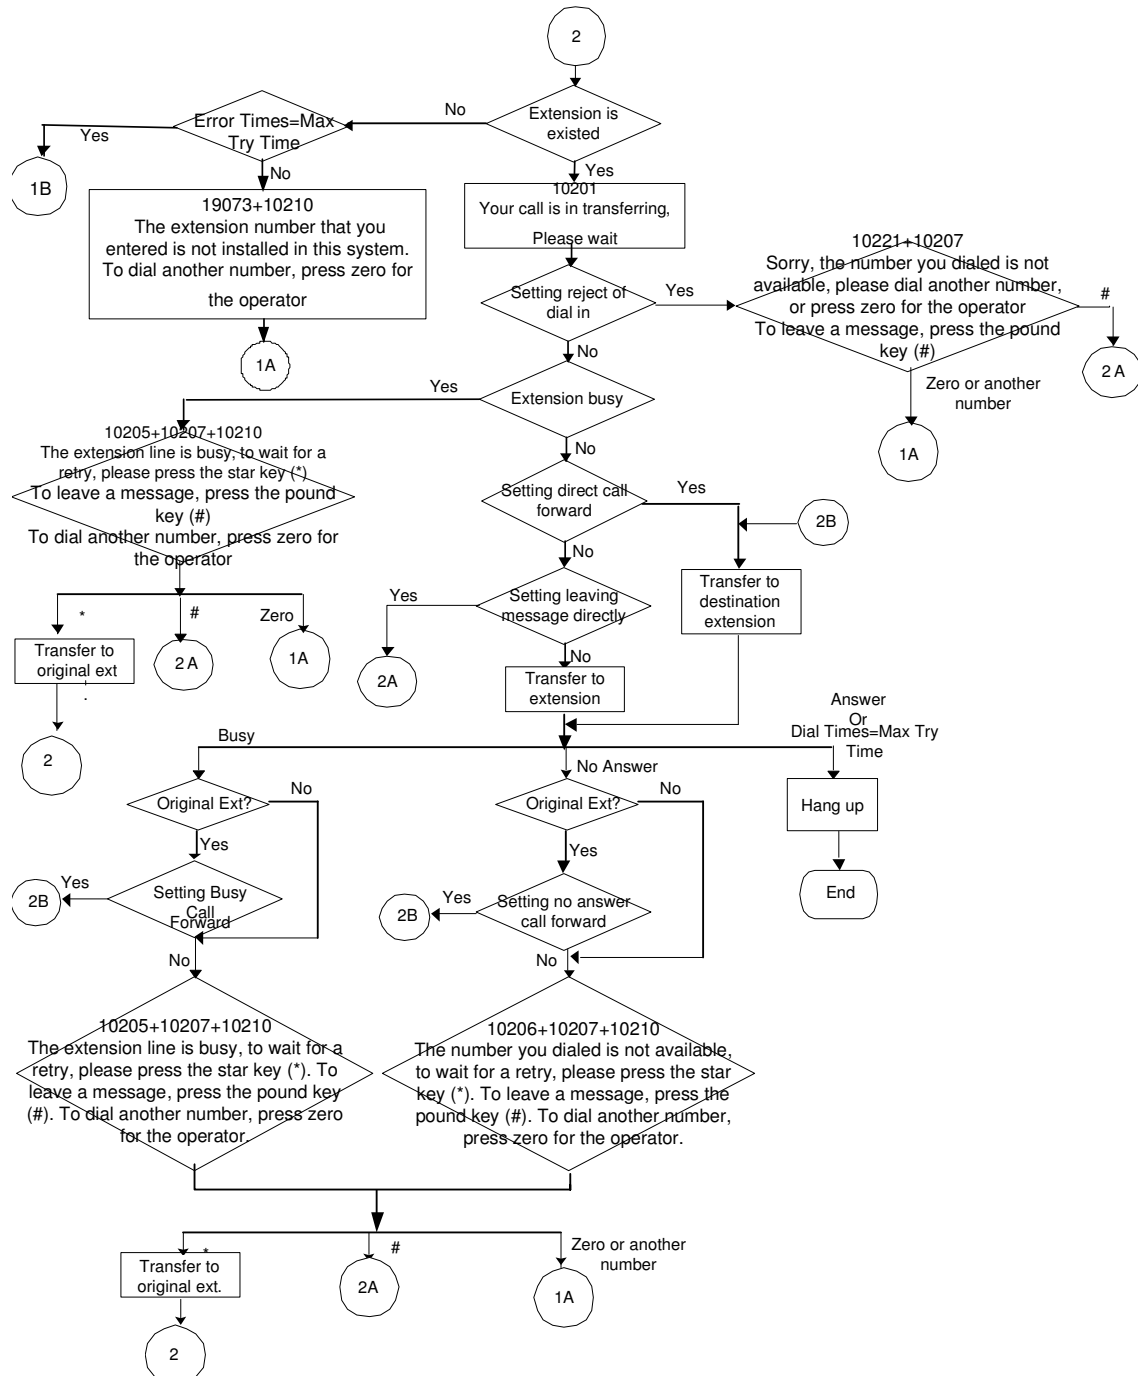 2
Extension is
existed
No
Error Times=Max
Try Time
Yes
1B
No
19073+10210
The extension number that you
entered is not installed in this system.
To dial another number, press zero for
the operator
1A
Yes
10201
Your call is in transferring,
Please wait
Setting reject of
dial in
Yes
10221+10207
Sorry, the number you dialed is not
available, please dial another number,
or press zero for the operator
To leave a message, press the pound
key (#)
#
2 A
Zero or another
number
1A
No
Extension busy
Yes
10205+10207+10210
The extension line is busy, to wait for a
retry, please press the star key (*)
To leave a message, press the pound
key (#)
To dial another number, press zero for
the operator
*
Transfer to
original ext
.
2
#
2 A
Zero
1A
No
Setting direct call
forward
Yes
2B
Transfer to
destination
extension
No
Setting leaving
message directly
Yes
2A
No
Transfer to
extension
Answer
Or
Dial Times=Max Try
Time
Hang up
End
Busy
Original Ext?
No
Yes
Setting Busy
Call
Forward
Yes
2B
No
10205+10207+10210
The extension line is busy, to wait for a
retry, please press the star key (*). To
leave a message, press the pound key
(#). To dial another number, press zero
for the operator.
No Answer
Original Ext?
No
Yes
Setting no answer
call forward
Yes
2B
No
10206+10207+10210
The number you dialed is not available,
to wait for a retry, please press the star
key (*). To leave a message, press the
pound key (#). To dial another number,
press zero for the operator.
*
Transfer to
original ext.
2
#
2A
Zero or another
number
1A